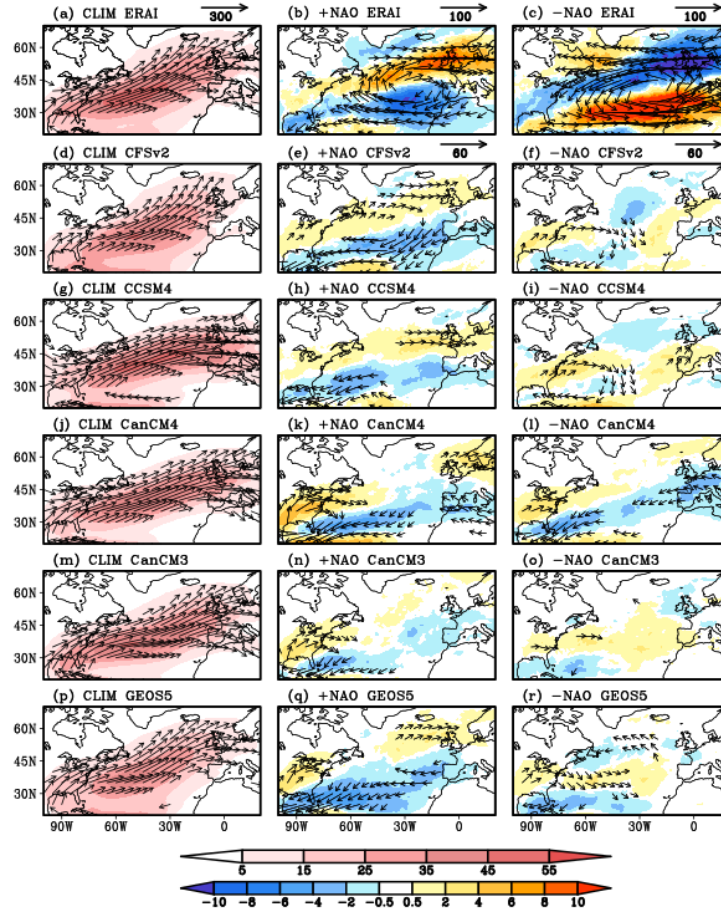 (a) CLIM ERAI 300 (b) +NAO ERAI 100 (c) −NAO ERAI 100
60N
45N
30N
(d) CLIM CFSv2 (e) +NAO CFSv2 60 (f) −NAO CFSv2 60
60N
45N
30N
(g) CLIM CCSM4 (h) +NAO CCSM4 (i) −NAO CCSM4
60N
45N
30N
(j) CLIM CanCM4 (k) +NAO CanCM4 (l) −NAO CanCM4
60N
45N
30N
(m) CLIM CanCM3 (n) +NAO CanCM3 (o) −NAO CanCM3
60N
45N
30N
(p) CLIM GEOS5 (q) +NAO GEOS5 (r) −NAO GEOS5
60N
45N
30N
90W 60W 30W 0 90W 60W 30W 0 90W 60W 30W 0
5 15 25 35 45 55
−10 −8 −6 −4 −2 −0.5 0.5 2 4 6 8 10